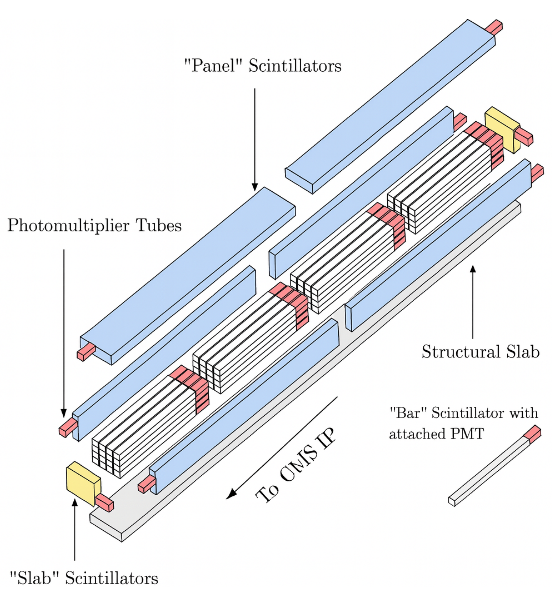 "Panel" Scintillators
Photomultiplier Tubes
Structural Slab
"Bar" Scintillator with
attached PMT
To CMS IP
"Slab" Scintillators